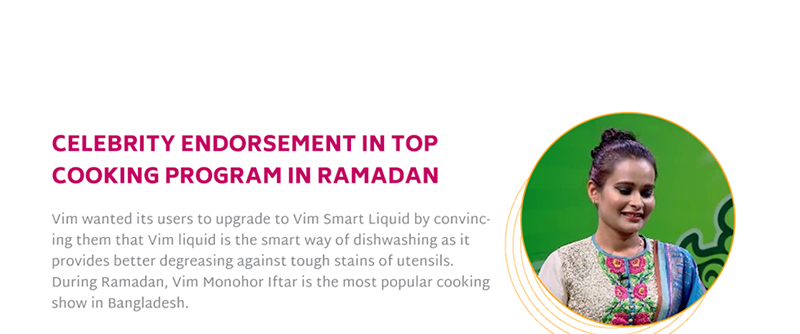 CELEBRITY ENDORSEMENT IN TOP
COOKING PROGRAM IN RAMADAN
Vim wanted its users to upgrade to Vim Smart Liquid by convinc-
ing them that Vim liquid is the smart way of dishwashing as it
provides better degreasing against tough stains of utensils.
During Ramadan, Vim Monohor Iftar is the most popular cooking
show in Bangladesh.